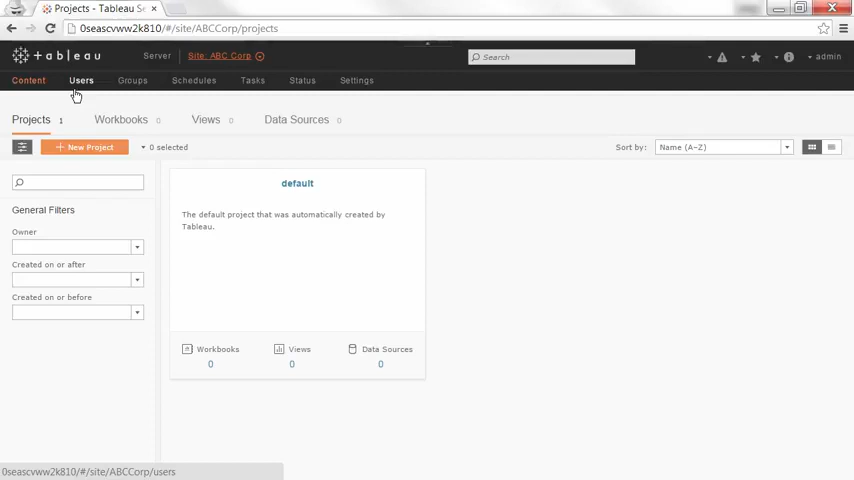 Projects - Tableau Se
0seascvww2k810/#/site/ABCCorp/projects
tableau Server Site: ABC Corp Search admin
Content Users Groups Schedules Tasks Status Settings
Projects 1 Workbooks 0 Views 0 Data Sources 0
+ New Project 0 selected Sort by: Name (A–Z)
General Filters
Owner
Created on or after
Created on or before
default
The default project that was automatically created by
Tableau.
Workbooks Views Data Sources
0 0 0
0seascvww2k810/#/site/ABCCorp/users